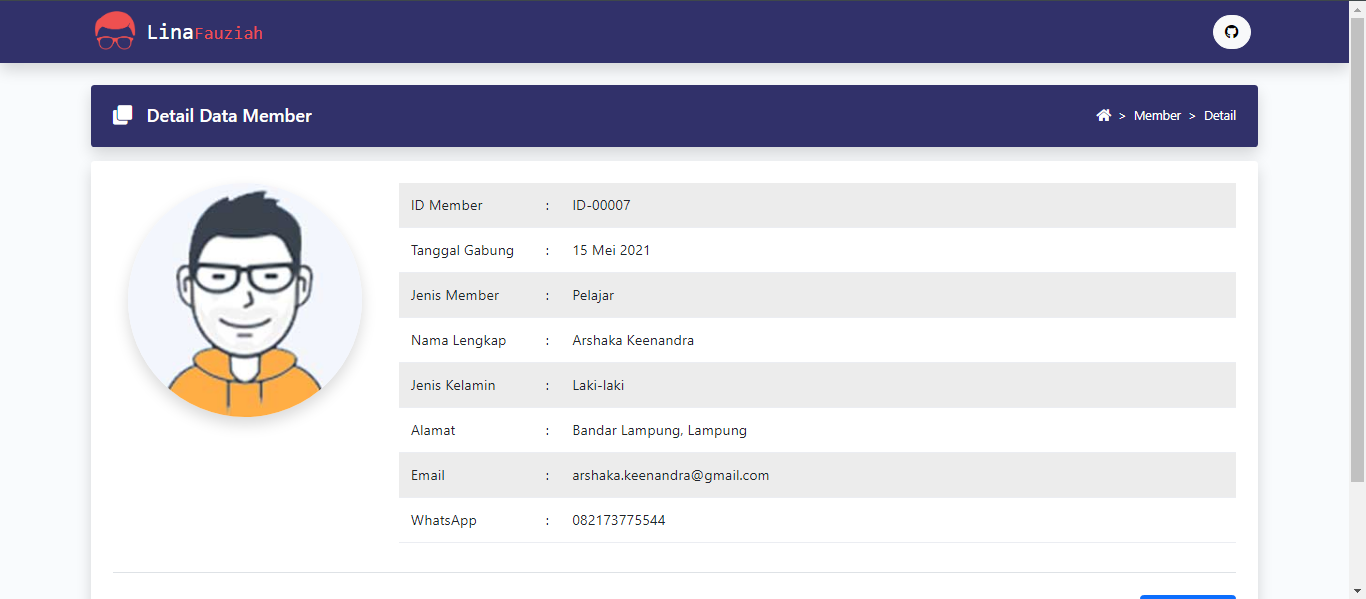 LinaFauziah
Detail Data Member
> Member > Detail
ID Member : ID-00007
Tanggal Gabung : 15 Mei 2021
Jenis Member : Pelajar
Nama Lengkap : Arshaka Keenandra
Jenis Kelamin : Laki-laki
Alamat : Bandar Lampung, Lampung
Email : arshaka.keenandra@gmail.com
WhatsApp : 082173775544